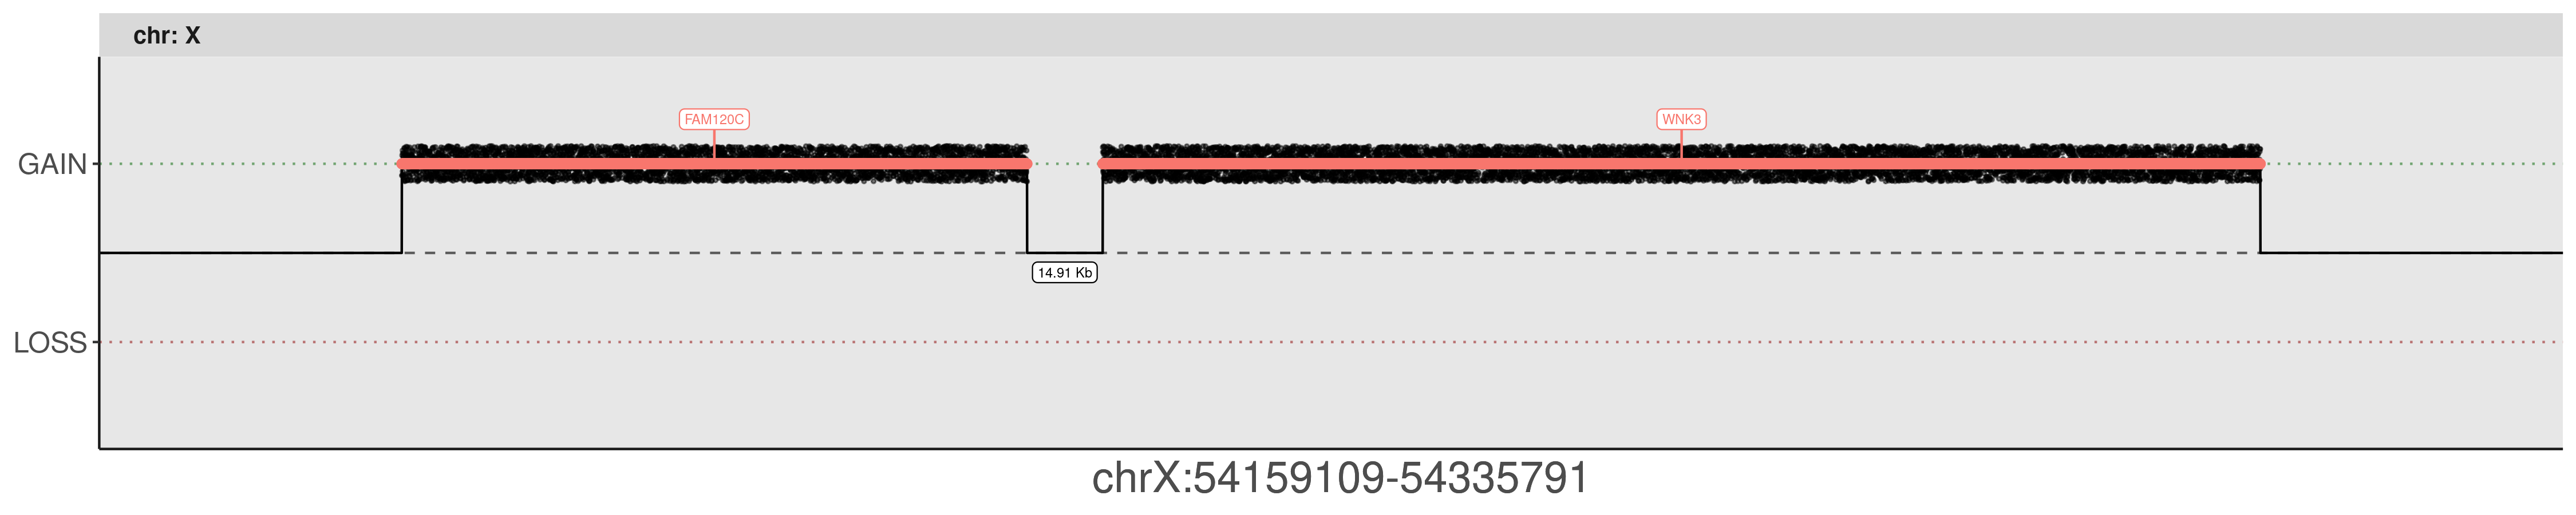 chr: X
FAM120C
WNK3
GAIN
14.91 Kb
LOSS
chrX:54159109-54335791